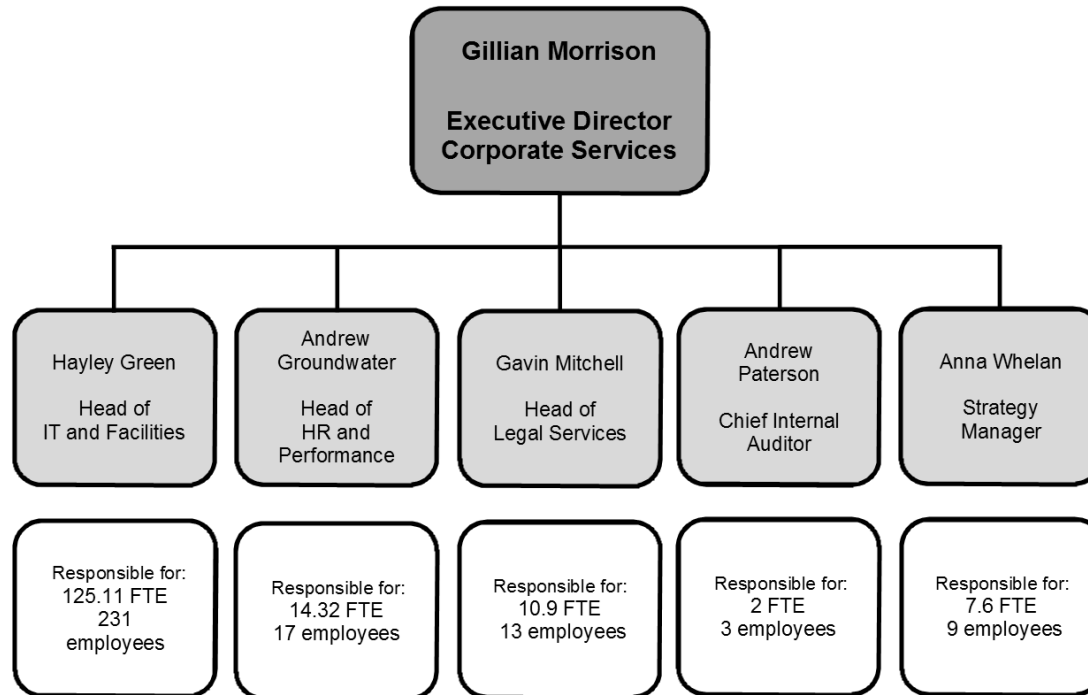 Gillian Morrison
Executive Director
Corporate Services
Hayley Green
Head of
IT and Facilities
Andrew
Groundwater
Head of
HR and
Performance
Gavin Mitchell
Head of
Legal Services
Andrew
Paterson
Chief Internal
Auditor
Anna Whelan
Strategy
Manager
Responsible for:
125.11 FTE
231
employees
Responsible for:
14.32 FTE
17 employees
Responsible for:
10.9 FTE
13 employees
Responsible for:
2 FTE
3 employees
Responsible for:
7.6 FTE
9 employees